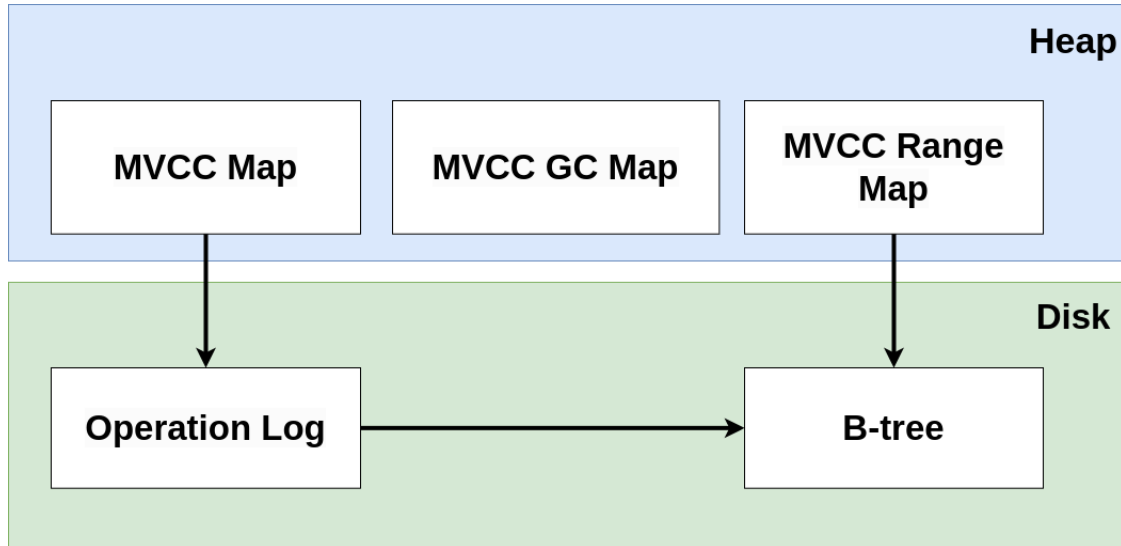 Heap
MVCC Map
MVCC GC Map
MVCC Range
Map
Disk
Operation Log
B-tree